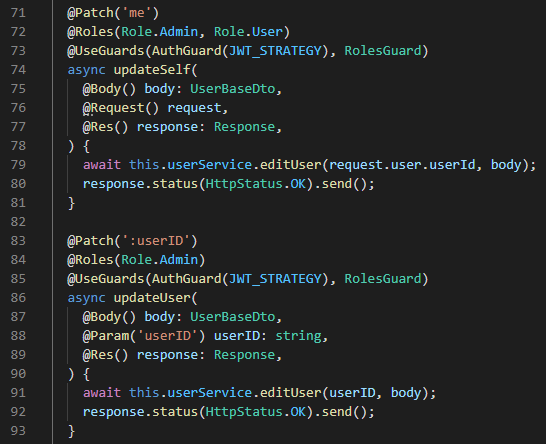 71 @Patch('me')
72 @Roles(Role.Admin, Role.User)
73 @UseGuards(AuthGuard(JWT_STRATEGY), RolesGuard)
74 async updateSelf(
75 @Body() body: UserBaseDto,
76 @Request() request,
77 @Res() response: Response,
78 ) {
79 await this.userService.editUser(request.user.userId, body);
80 response.status(HttpStatus.OK).send();
81 }
82
83 @Patch(':userID')
84 @Roles(Role.Admin)
85 @UseGuards(AuthGuard(JWT_STRATEGY), RolesGuard)
86 async updateUser(
87 @Body() body: UserBaseDto,
88 @Param('userID') userID: string,
89 @Res() response: Response,
90 ) {
91 await this.userService.editUser(userID, body);
92 response.status(HttpStatus.OK).send();
93 }